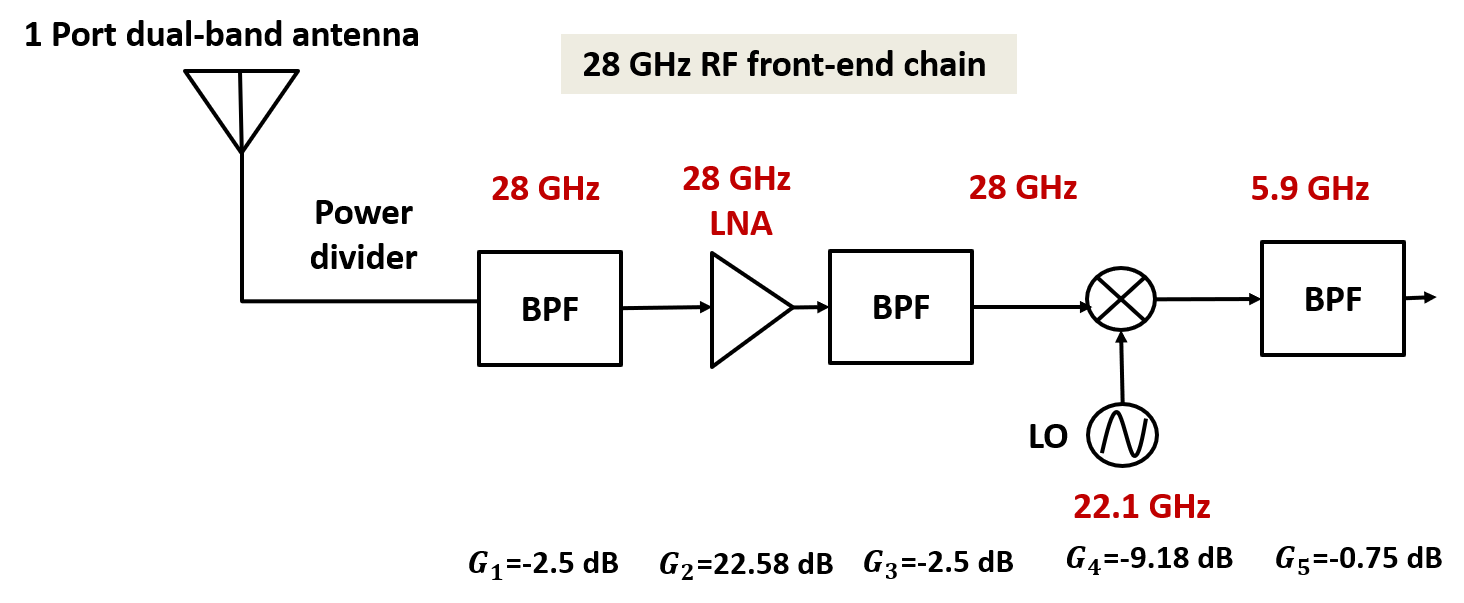 1 Port dual-band antenna
28 GHz RF front-end chain
28 GHz
28 GHz
LNA
28 GHz
5.9 GHz
Power
divider
BPF
BPF
BPF
LO
22.1 GHz
G₁=-2.5 dB
G₂=22.58 dB
G₃=-2.5 dB
G₄=-9.18 dB
G₅=-0.75 dB